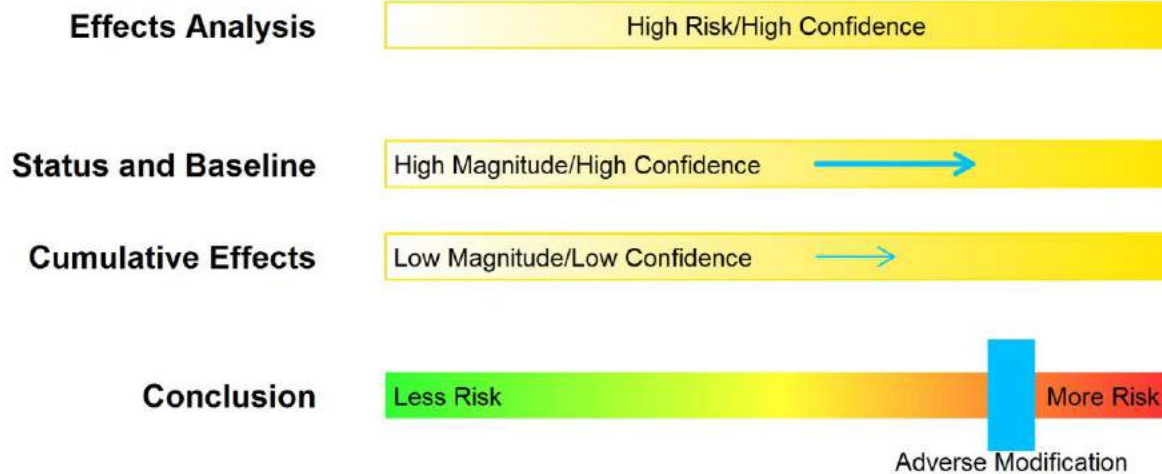 Effects Analysis
High Risk/High Confidence
Status and Baseline
High Magnitude/High Confidence
Cumulative Effects
Low Magnitude/Low Confidence
Conclusion
Less Risk
More Risk
Adverse Modification